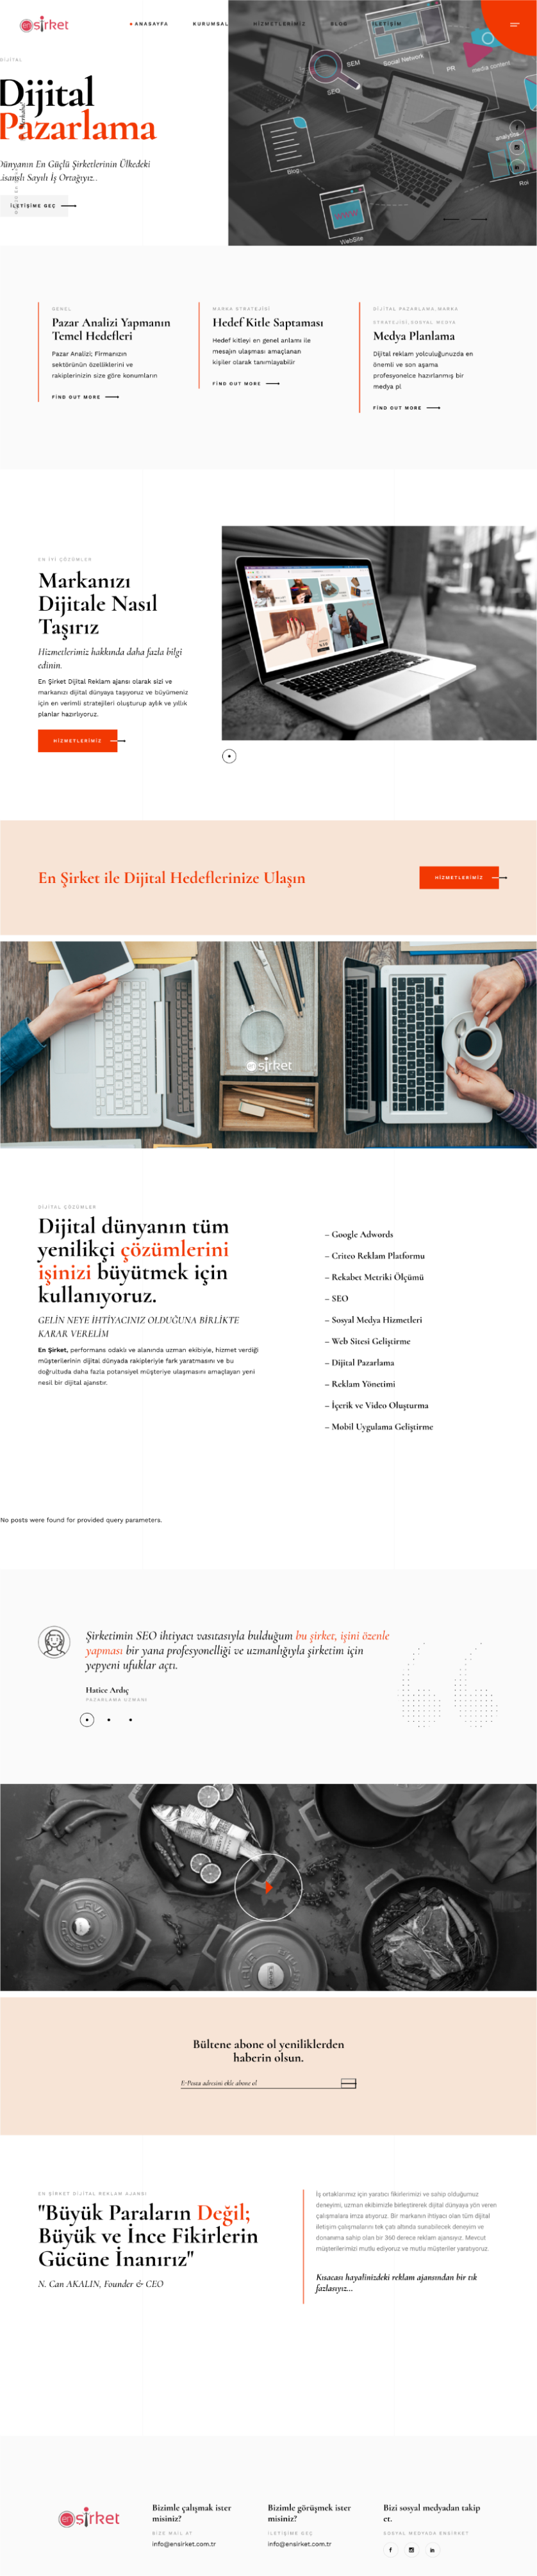 ensirket
ANASAYFA
KURUMSAL
HİZMETLERİMİZ
BLOG
İLETİŞİM
DİJİTAL
Dijital
Pazarlama
Dünyanın En Güçlü Şirketlerinin Ülkedeki
Lisanslı Sayılı İş Ortağıyız..
İLETİŞİME GEÇ
SEM
Social Network
SEO
PR
media content
analytics
Blog
WWW
WebSite
Roi
GENEL
Pazar Analizi Yapmanın
Temel Hedefleri
Pazar Analizi; Firmanızın
sektörünün özelliklerini ve
rakiplerinizin size göre konumların
FIND OUT MORE
MARKA STRATEJİSİ
Hedef Kitle Saptaması
Hedef kitleyi en genel anlamı ile
mesajın ulaşması amaçlanan
kişiler olarak tanımlayabilir
FIND OUT MORE
DİJİTAL PAZARLAMA, MARKA
STRATEJİSİ, SOSYAL MEDYA
Medya Planlama
Dijital reklam yolculuğunuzda en
önemli ve son aşama
profesyonelce hazırlanmış bir
medya pl
FIND OUT MORE
EN İYİ ÇÖZÜMLER
Markanızı
Dijitale Nasıl
Taşırız
Hizmetlerimiz hakkında daha fazla bilgi
edinin.
En Şirket Dijital Reklam ajansı olarak sizi ve
markanızı dijital dünyaya taşıyoruz ve büyümeniz
için en verimli stratejileri oluşturup aylık ve yıllık
planlar hazırlıyoruz.
HİZMETLERİMİZ
En Şirket ile Dijital Hedeflerinize Ulaşın
HİZMETLERİMİZ
ensirket
DİJİTAL ÇÖZÜMLER
Dijital dünyanın tüm
yenilikçi çözümlerini
işinizi büyütmek için
kullanıyoruz.
GELİN NEYE İHTİYACINIZ OLDUĞUNA BİRLİKTE
KARAR VERELİM
En Şirket, performans odaklı ve alanında uzman ekibiyle, hizmet verdiği
müşterilerinin dijital dünyada rakipleriyle fark yaratmasını ve bu
doğrultuda daha fazla potansiyel müşteriye ulaşmasını amaçlayan yeni
nesil bir dijital ajanstır.
– Google Adwords
– Criteo Reklam Platformu
– Rekabet Metriki Ölçümü
– SEO
– Sosyal Medya Hizmetleri
– Web Sitesi Geliştirme
– Dijital Pazarlama
– Reklam Yönetimi
– İçerik ve Video Oluşturma
– Mobil Uygulama Geliştirme
No posts were found for provided query parameters.
Şirketimin SEO ihtiyacı vasıtasıyla bulduğum bu şirket, işini özenle
yapması bir yana profesyonelliği ve uzmanlığıyla şirketim için
yepyeni ufuklar açtı.
Hatice Ardıç
PAZARLAMA UZMANI
Bültene abone ol yeniliklerden
haberin olsun.
E-Posta adresini ekle abone ol
EN ŞİRKET DİJİTAL REKLAM AJANSI
"Büyük Paraların Değil;
Büyük ve İnce Fikirlerin
Gücüne İnanırız"
N. Can AKALIN, Founder & CEO
İş ortaklarımız için yaratıcı fikirlerimizi ve sahip olduğumuz
deneyimi, uzman ekibimizle birleştirerek dijital dünyaya yön veren
çalışmalara imza atıyoruz. Bir markanın ihtiyacı olan tüm dijital
iletişim çalışmalarını tek çatı altında sunabilecek deneyim ve
donanıma sahip olan bir 360 derece reklam ajansıyız. Mevcut
müşterilerimizi mutlu ediyoruz ve mutlu müşteriler yaratıyoruz.
Kısacası hayalinizdeki reklam ajansından bir tık
fazlasıyız...
ensirket
Bizimle çalışmak ister
misiniz?
BİZE MAİL AT
info@ensirket.com.tr
Bizimle görüşmek ister
misiniz?
İLETİŞİME GEÇ
info@ensirket.com.tr
Bizi sosyal medyadan takip
et.
SOSYAL MEDYADA ENSİRKET